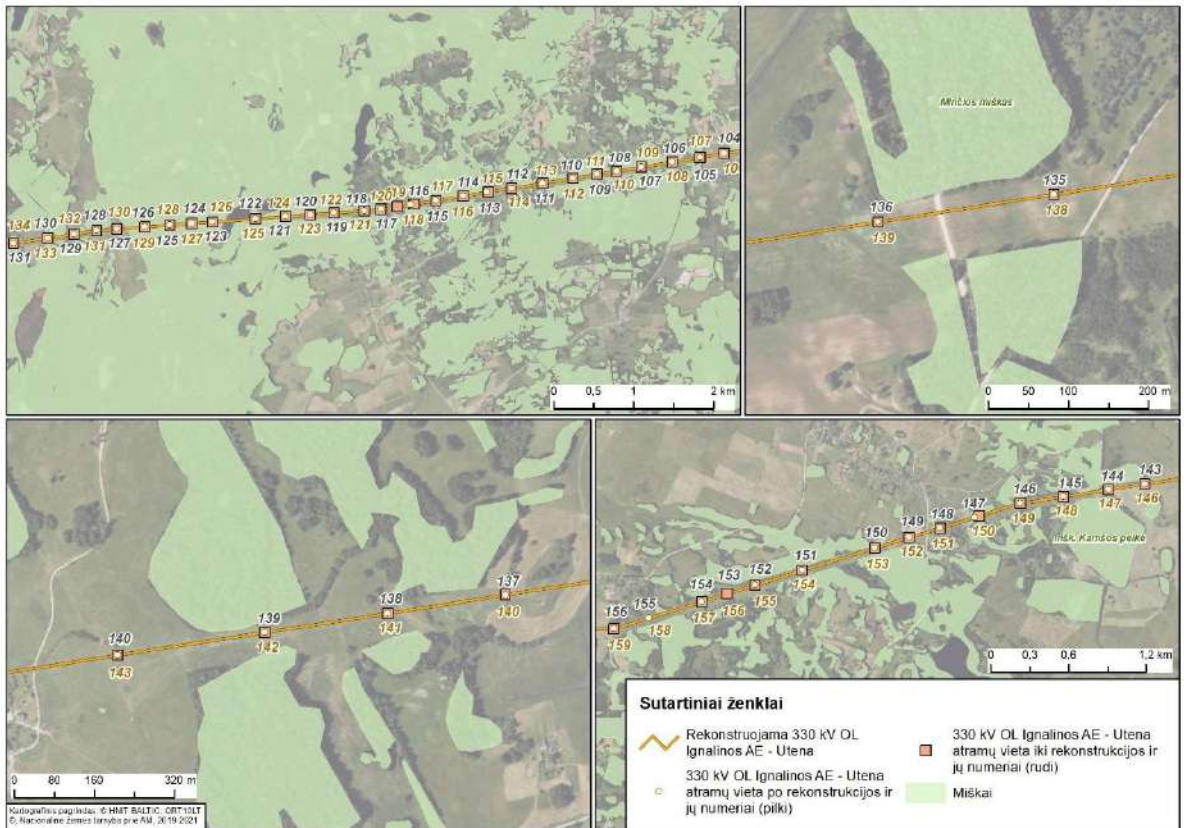 134 130 132 128 130 126 128 124 126 122 124 120 122 118 120 119 116 117 114 115 112 113 110 111 108 109 106 107 104
131 133 129 131 127 129 125 127 123 125 121 123 119 121 117 118 115 116 113 114 111 112 109 110 107 108 105
0 0,5 1 2 km
Minčios miškas
136 135
139 138
0 50 100 200 m
140 139 138 137
143 142 141 140
0 80 160 320 m
Kartografinis pagrindas: © HNIT BALTIC, ORT10LT
©, Nacionalinė žemės tarnyba prie AM, 2019-2021
156 155 154 153 152 151 150 149 148 147 146 145 144 143
159 158 157 156 155 154 153 152 151 150 149 148 147 146
mšk. Kamšos pelkė
0 0,3 0,6 1,2 km
Sutartiniai ženklai
Rekonstruojama 330 kV OL
Ignalinos AE - Utena
330 kV OL Ignalinos AE - Utena
atramų vieta po rekonstrukcijos ir
jų numeriai (pilki)
330 kV OL Ignalinos AE - Utena
atramų vieta iki rekonstrukcijos ir
jų numeriai (rudi)
Miškai